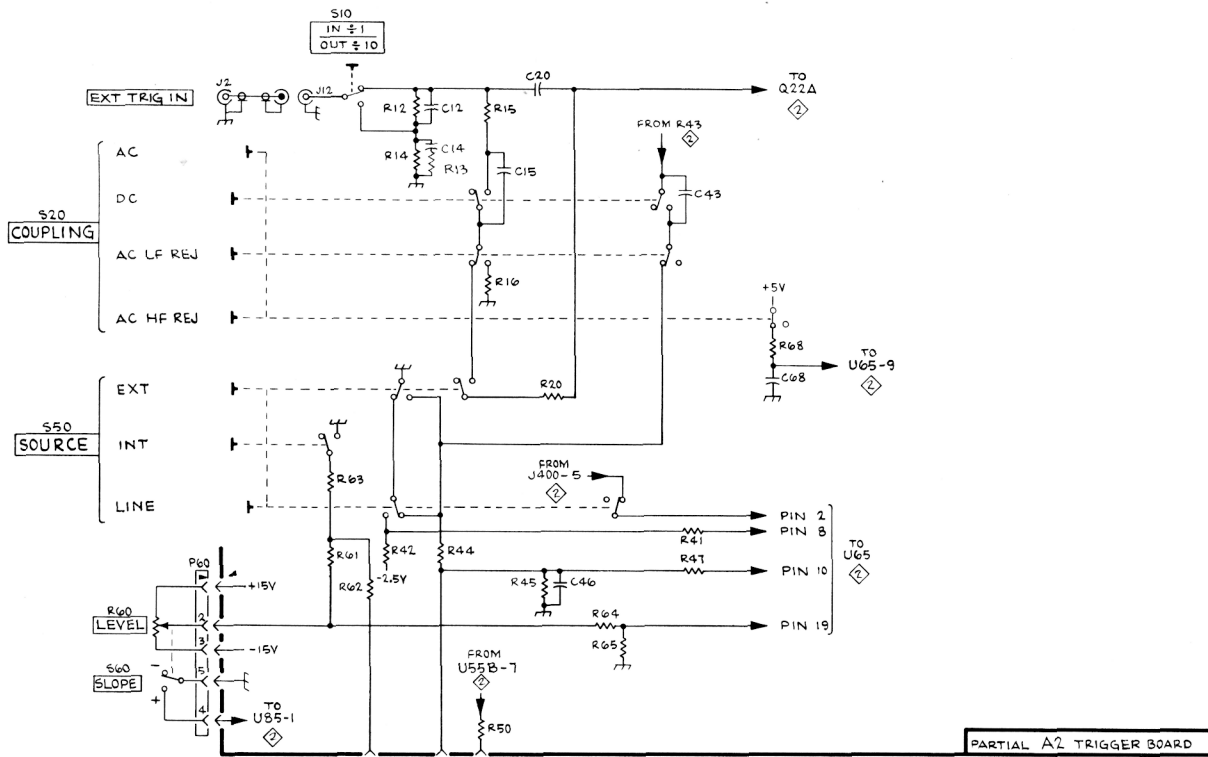 S10
IN ÷ 1
OUT ÷ 10
EXT TRIG IN
J2
J12
R12
C12
R15
C20
TO
Q22A
2
FROM R43
2
R14
C14
R13
C15
C43
S20
COUPLING
AC
DC
AC LF REJ
AC HF REJ
R16
+5V
R68
C68
TO
U65-9
2
S50
SOURCE
EXT
INT
LINE
R20
R63
FROM
J400-5
2
PIN 2
PIN 8
PIN 10
PIN 19
TO
U65
2
R61
R62
R42
-2.5V
R44
R41
R45
C46
R47
R64
R65
P60
+15V
R60
LEVEL
2
3
-15V
S60
SLOPE
-
+
5
4
TO
U85-1
2
FROM
U55B-7
2
R50
PARTIAL A2 TRIGGER BOARD